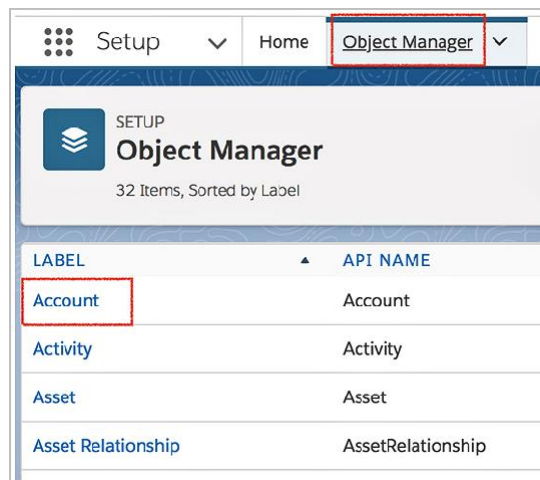 Setup Home Object Manager
SETUP
Object Manager
32 Items, Sorted by Label
LABEL API NAME
Account Account
Activity Activity
Asset Asset
Asset Relationship AssetRelationship